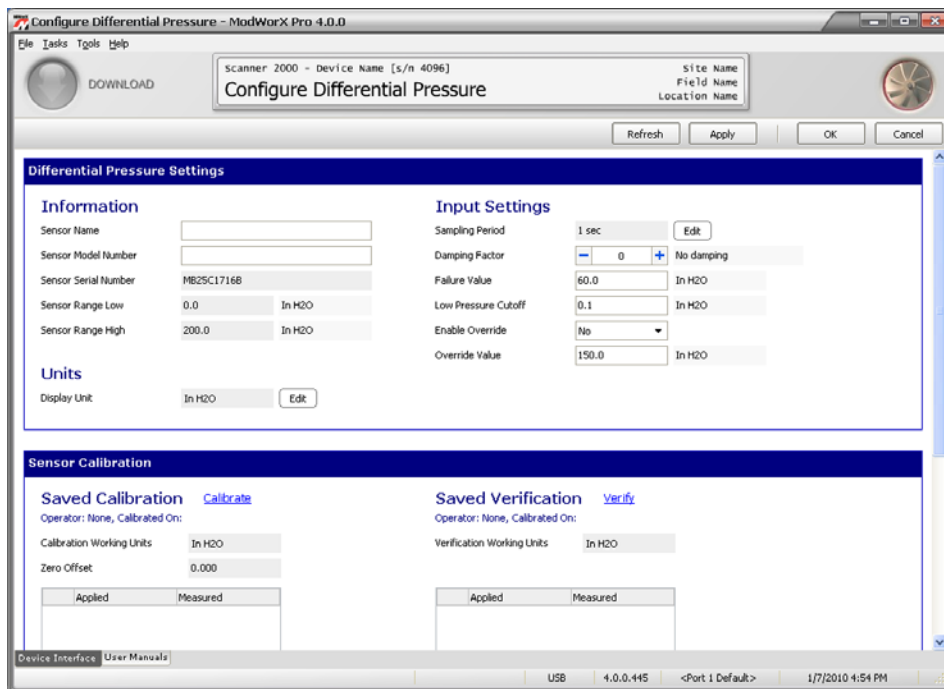 Configure Differential Pressure - ModWorX Pro 4.0.0
File Tasks Tools Help
DOWNLOAD
Scanner 2000 - Device Name [s/n 4096]
Configure Differential Pressure
Site Name
Field Name
Location Name
Refresh Apply OK Cancel
Differential Pressure Settings
Information
Sensor Name
Sensor Model Number
Sensor Serial Number MB25C1716B
Sensor Range Low 0.0 In H2O
Sensor Range High 200.0 In H2O
Units
Display Unit In H2O Edit
Input Settings
Sampling Period 1 sec Edit
Damping Factor − 0 + No damping
Failure Value 60.0 In H2O
Low Pressure Cutoff 0.1 In H2O
Enable Override No
Override Value 150.0 In H2O
Sensor Calibration
Saved Calibration Calibrate
Operator: None, Calibrated On:
Calibration Working Units In H2O
Zero Offset 0.000
Applied Measured
Saved Verification Verify
Operator: None, Calibrated On:
Verification Working Units In H2O
Applied Measured
Device Interface User Manuals
USB 4.0.0.445 <Port 1 Default> 1/7/2010 4:54 PM